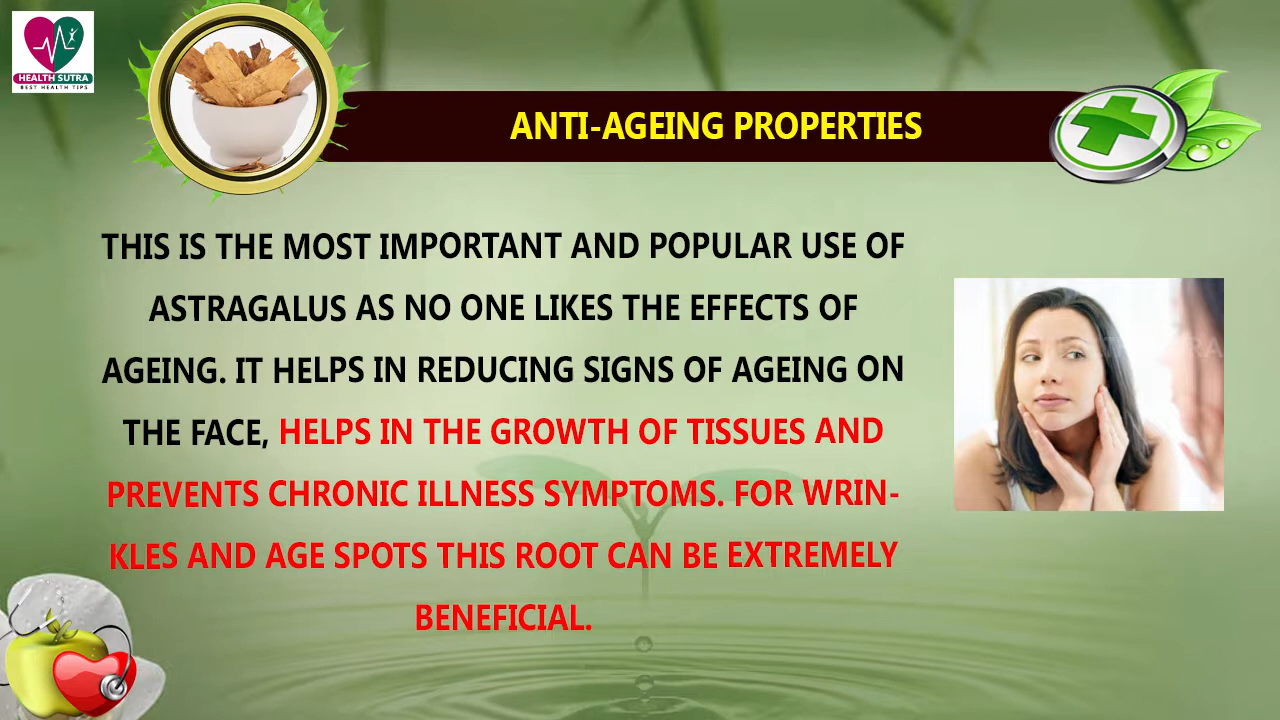 HEALTH SUTRA
BEST HEALTH TIPS
ANTI-AGEING PROPERTIES
THIS IS THE MOST IMPORTANT AND POPULAR USE OF
ASTRAGALUS AS NO ONE LIKES THE EFFECTS OF
AGEING. IT HELPS IN REDUCING SIGNS OF AGEING ON
THE FACE, HELPS IN THE GROWTH OF TISSUES AND
PREVENTS CHRONIC ILLNESS SYMPTOMS. FOR WRIN-
KLES AND AGE SPOTS THIS ROOT CAN BE EXTREMELY
BENEFICIAL.